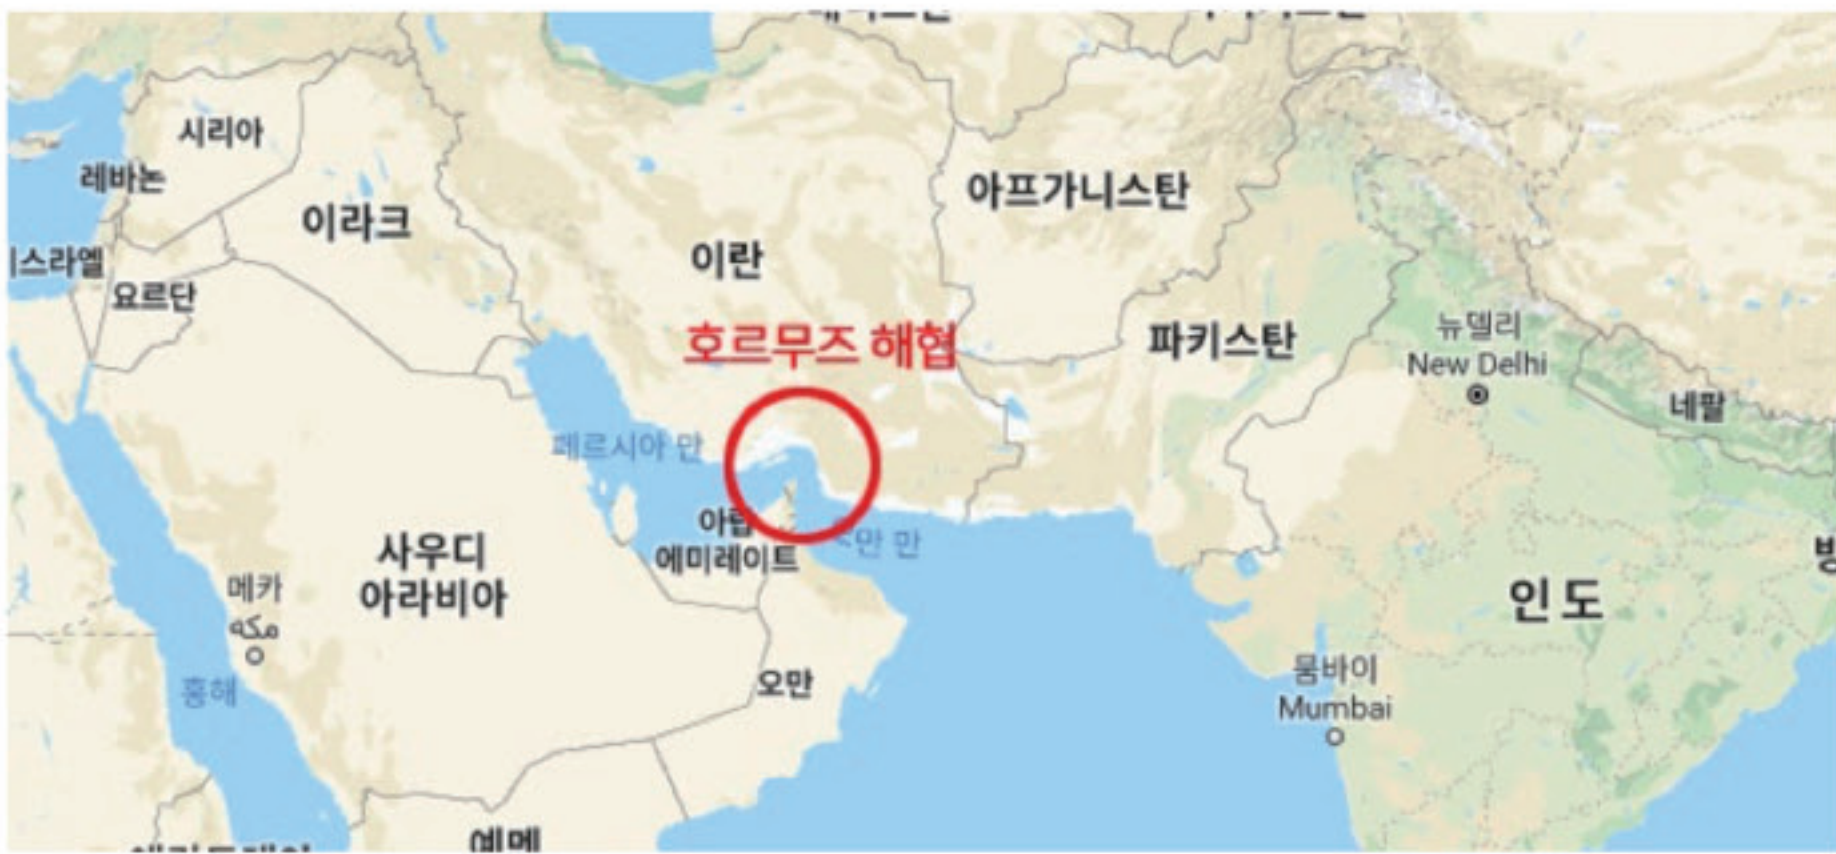 시리아
레바논
이라크
이란
아프가니스탄
스라엘
요르단
호르무즈 해협
파키스탄
뉴델리
New Delhi
네팔
페르시아 만
아랍
에미레이트
만 만
사우디
아라비아
메카
مكة
홍해
오만
인도
뭄바이
Mumbai
예메